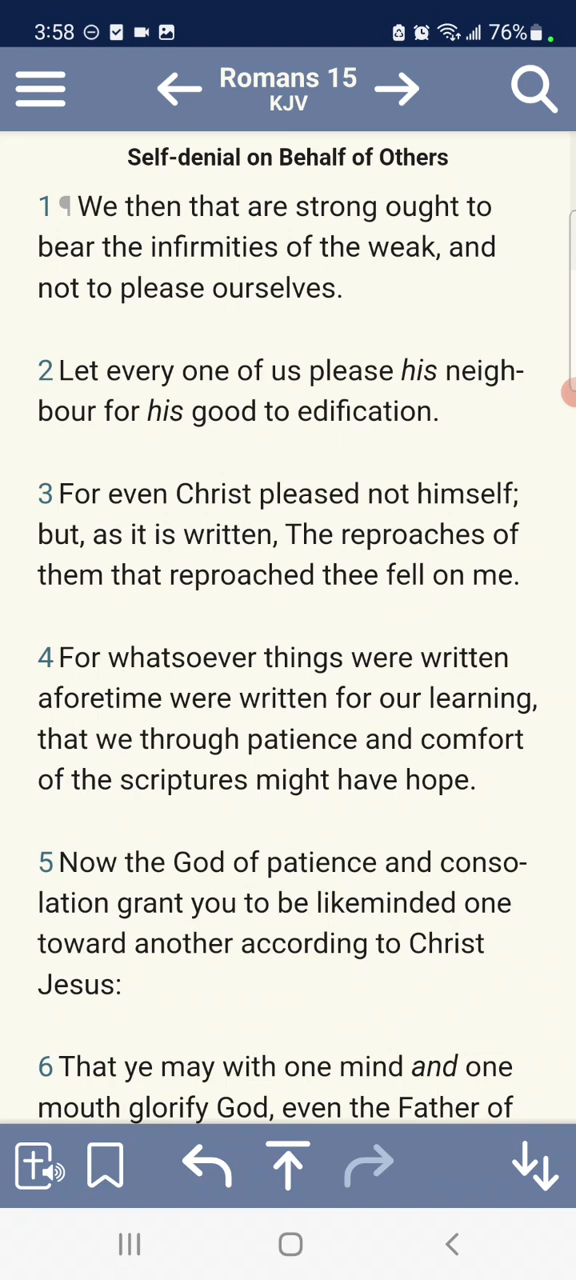 3:58
76%
Romans 15
KJV
Self-denial on Behalf of Others
1 ¶ We then that are strong ought to
bear the infirmities of the weak, and
not to please ourselves.
2 Let every one of us please his neigh-
bour for his good to edification.
3 For even Christ pleased not himself;
but, as it is written, The reproaches of
them that reproached thee fell on me.
4 For whatsoever things were written
aforetime were written for our learning,
that we through patience and comfort
of the scriptures might have hope.
5 Now the God of patience and conso-
lation grant you to be likeminded one
toward another according to Christ
Jesus:
6 That ye may with one mind and one
mouth glorify God, even the Father of